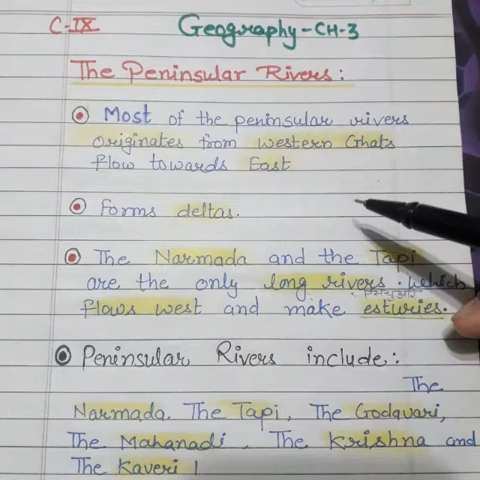 C-IX Geography-CH-3
The Peninsular Rivers:
Most of the peninsular rivers
originates from western Ghats
flow towards East
Forms deltas.
The Narmada and the Tapi
are the only long rivers. which
flows west and make esturies.
Peninsular Rivers include:
The
Narmada, The Tapi, The Godavari,
The Mahanadi, The Krishna and
The Kaveri |